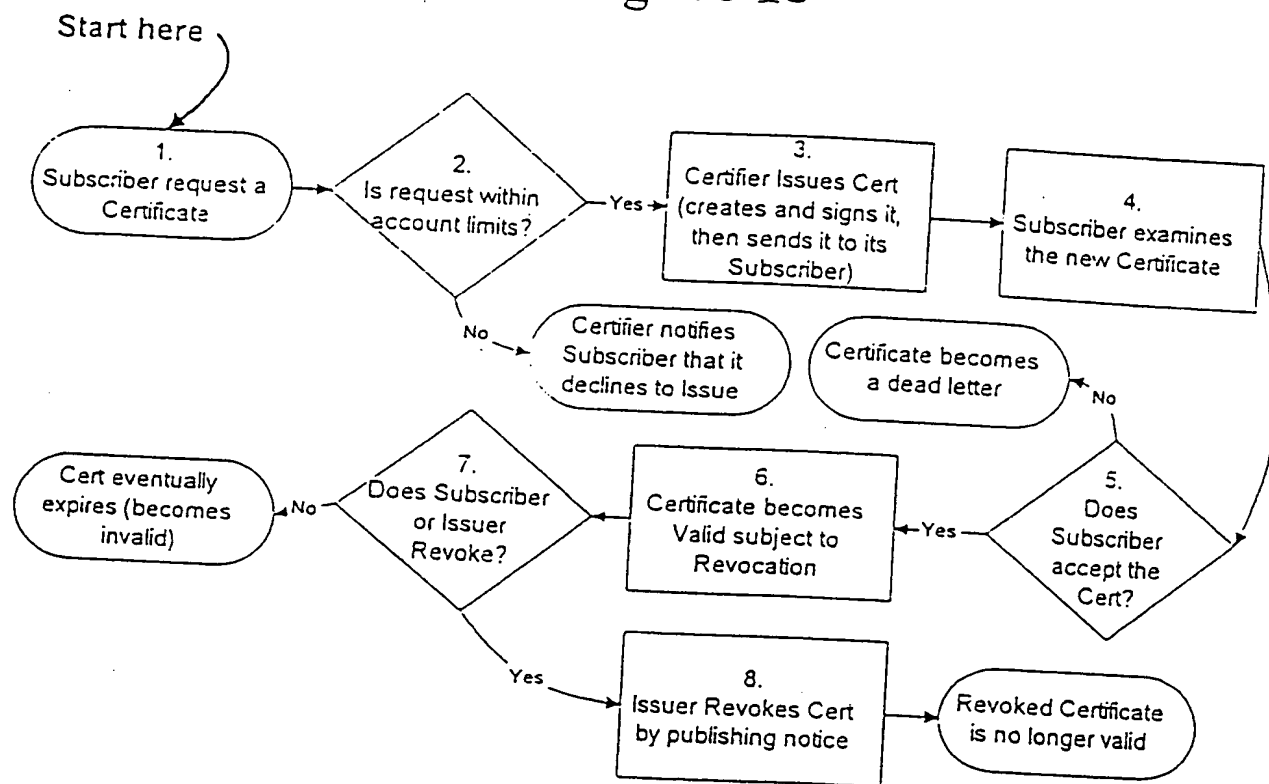 Start here
1.
Subscriber request a
Certificate
2.
Is request within
account limits?
Yes
3.
Certifier Issues Cert
(creates and signs it,
then sends it to its
Subscriber)
4.
Subscriber examines
the new Certificate
No
Certifier notifies
Subscriber that it
declines to Issue
Certificate becomes
a dead letter
No
5.
Does
Subscriber
accept the
Cert?
Yes
6.
Certificate becomes
Valid subject to
Revocation
7.
Does Subscriber
or Issuer
Revoke?
No
Cert eventually
expires (becomes
invalid)
Yes
8.
Issuer Revokes Cert
by publishing notice
Revoked Certificate
is no longer valid